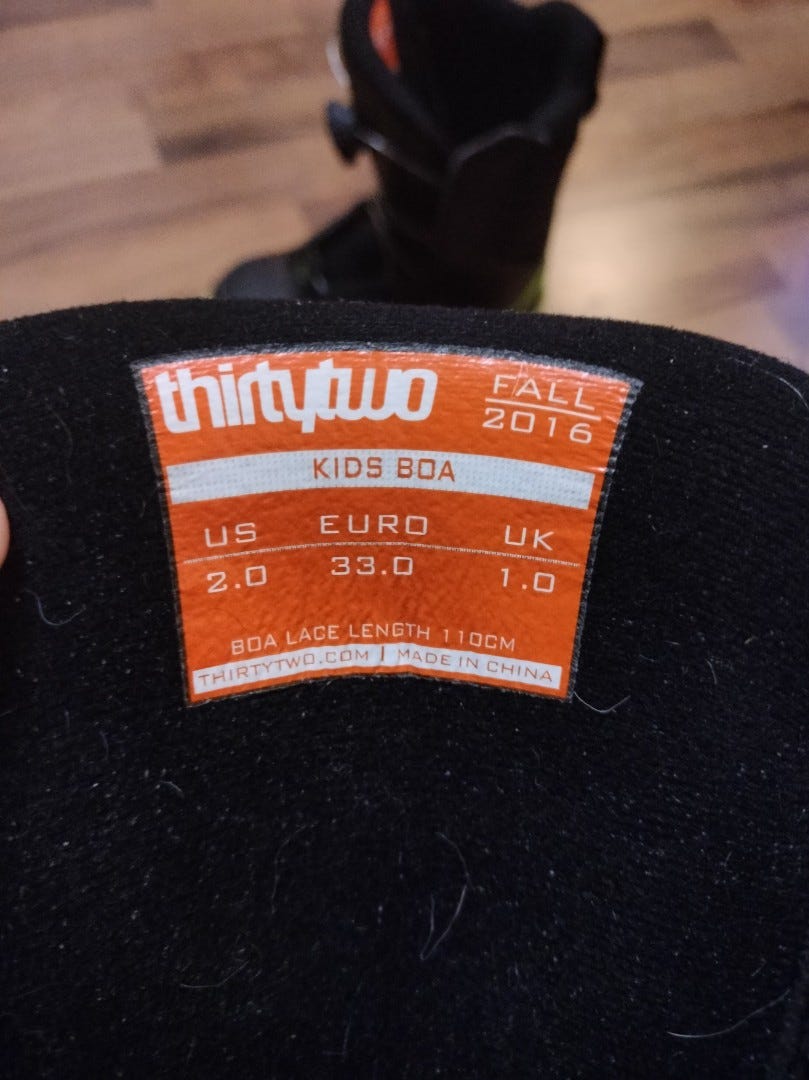 thirtytwo FALL
2016
KIDS BOA
US EURO UK
2.0 33.0 1.0
BOA LACE LENGTH 110CM
THIRTYTWO.COM | MADE IN CHINA